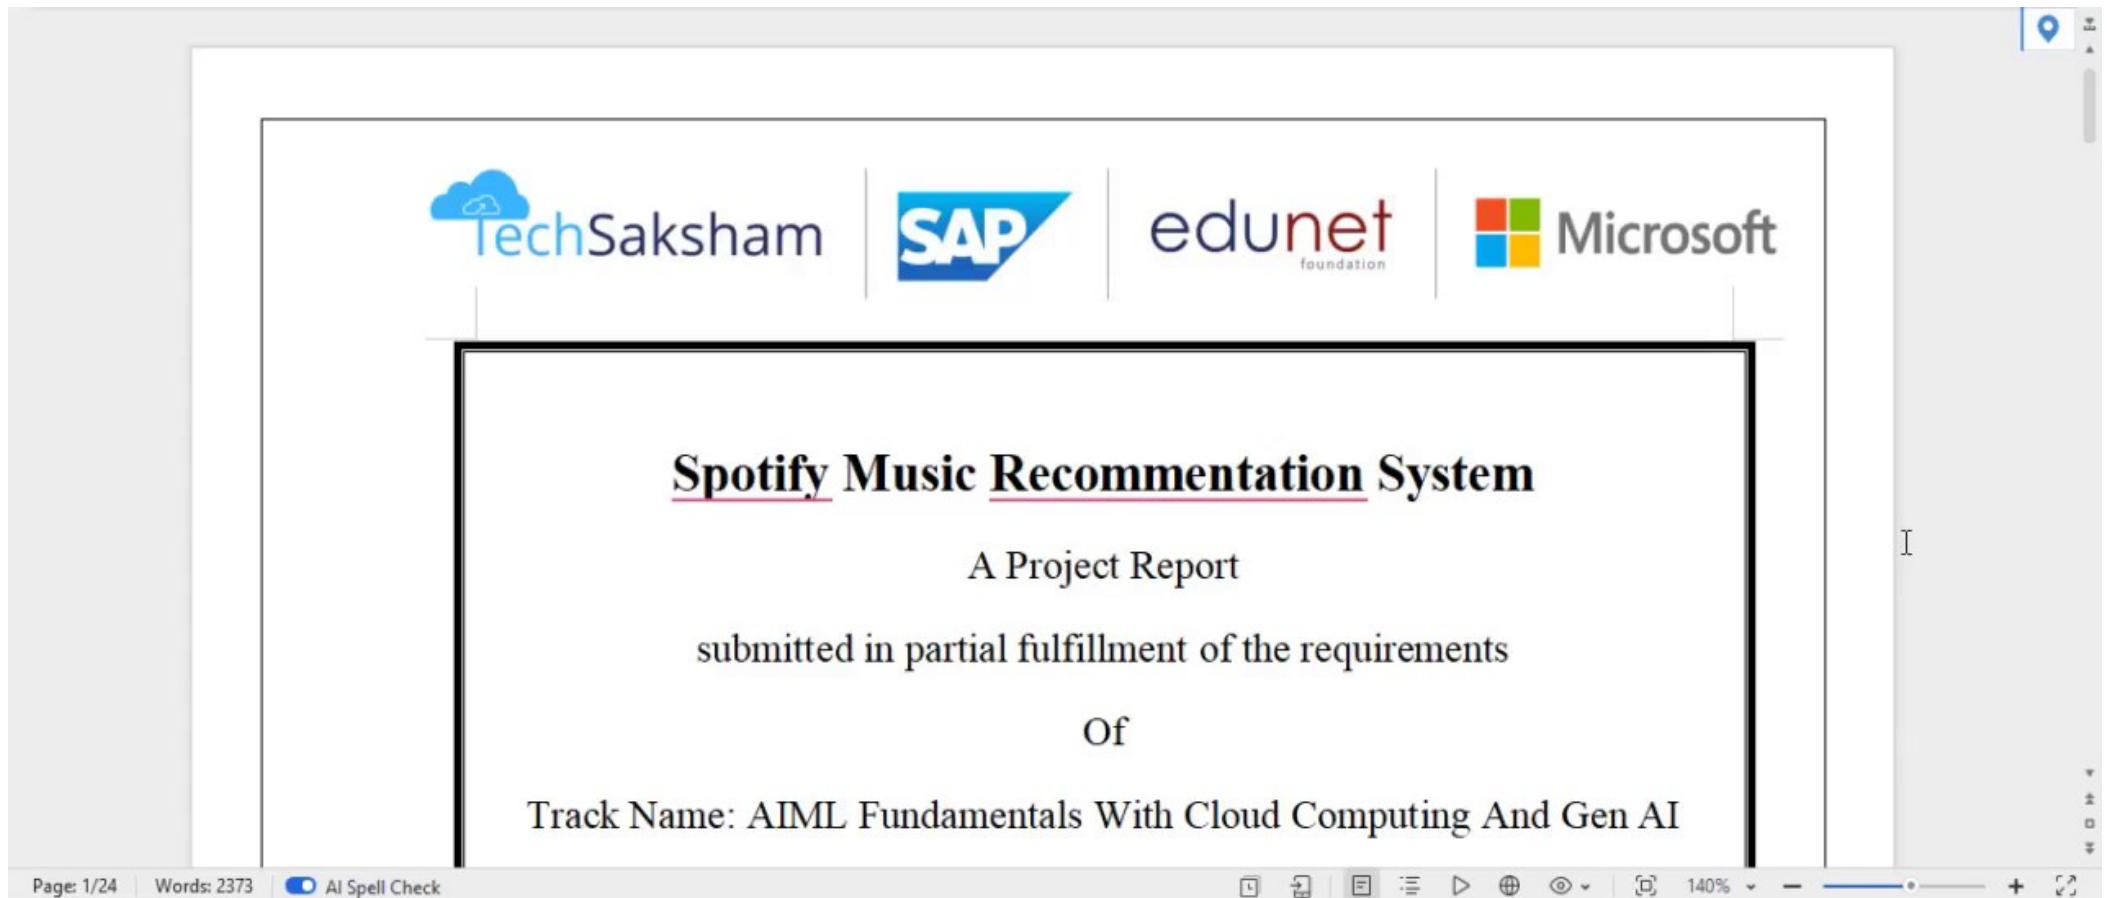 TechSaksham
SAP
edunet
foundation
Microsoft
Spotify Music Recommentation System
A Project Report
submitted in partial fulfillment of the requirements
Of
Track Name: AIML Fundamentals With Cloud Computing And Gen AI
Page: 1/24 Words: 2373 AI Spell Check 140%